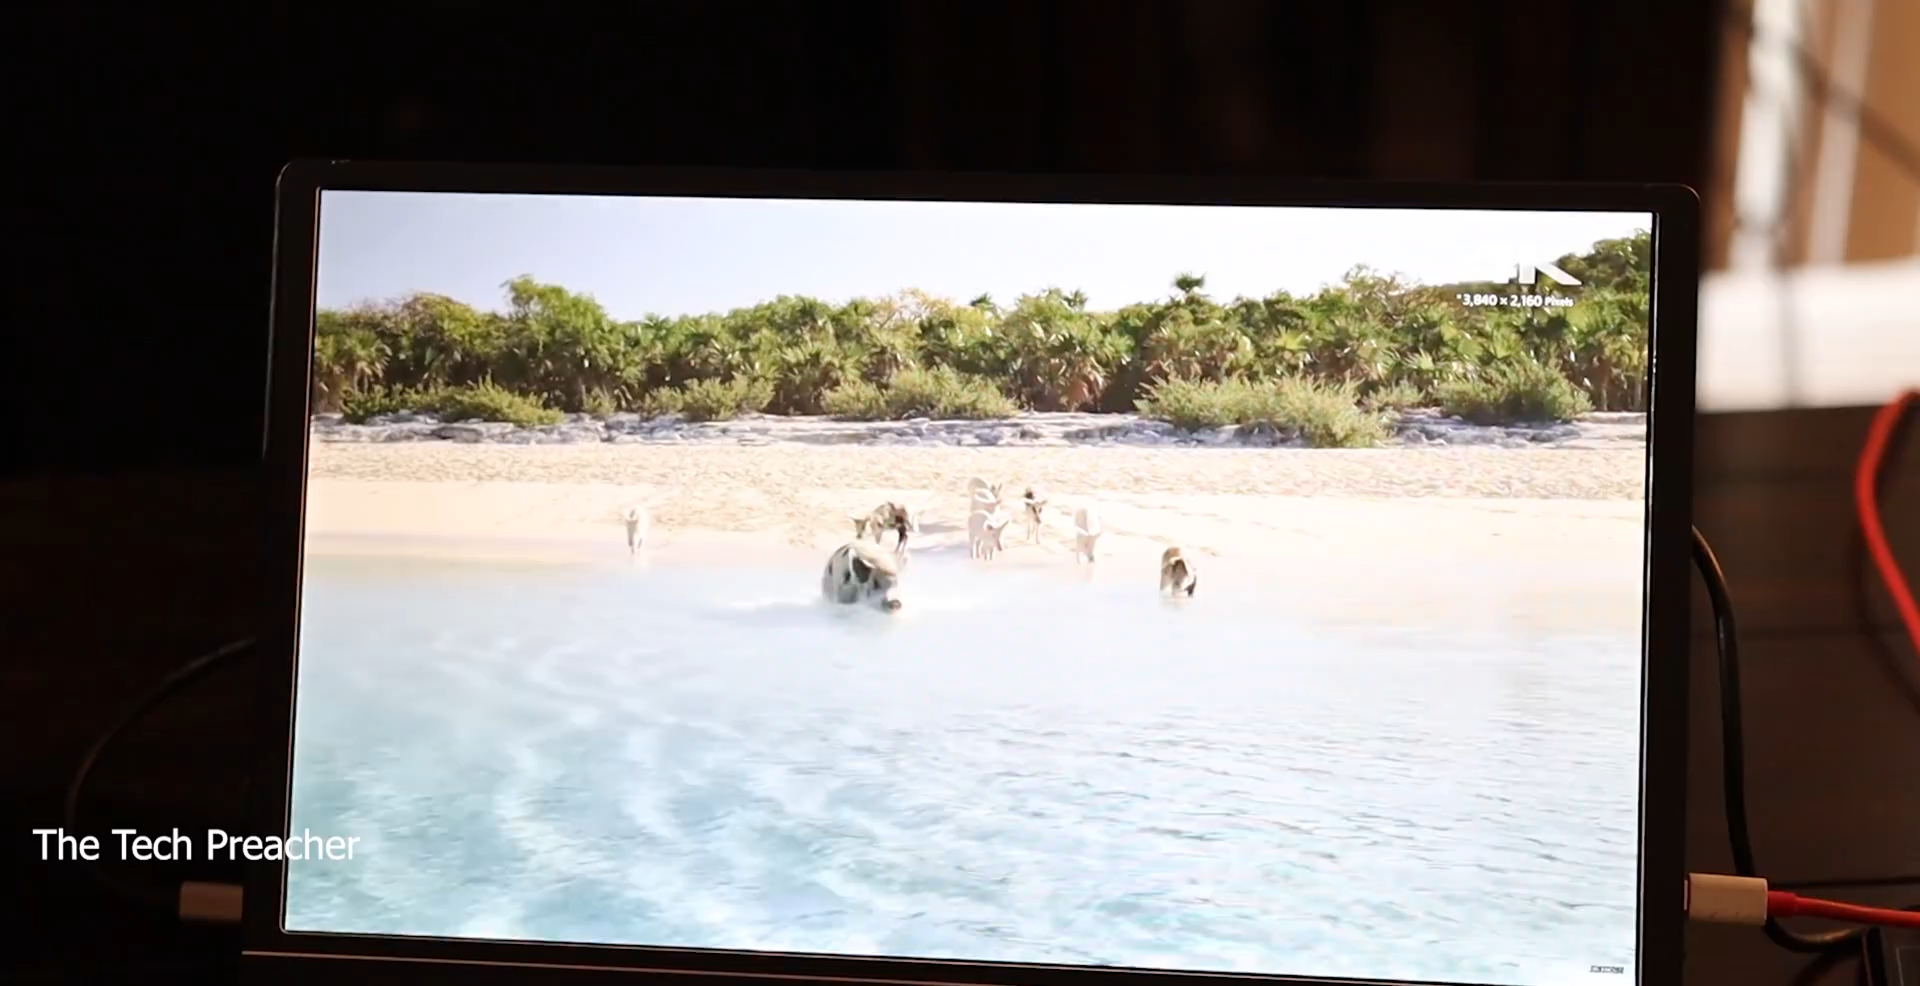 *3,840 × 2,160 Pixels
The Tech Preacher